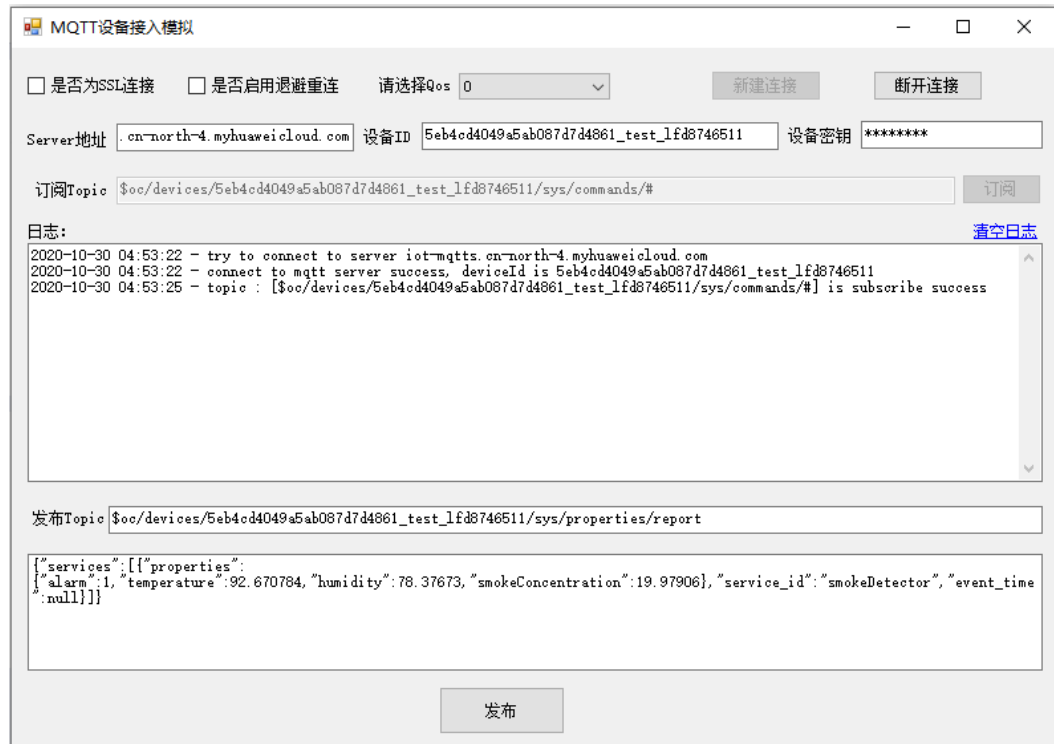 MQTT设备接入模拟
是否为SSL连接 是否启用退避重连 请选择Qos 0 新建连接 断开连接
Server地址 .cn-north-4.myhuaweicloud.com 设备ID 5eb4cd4049a5ab087d7d4861_test_lfd8746511 设备密钥 ********
订阅Topic $oc/devices/5eb4cd4049a5ab087d7d4861_test_lfd8746511/sys/commands/# 订阅
日志: 清空日志
2020-10-30 04:53:22 - try to connect to server iot-mqtts.cn-north-4.myhuaweicloud.com
2020-10-30 04:53:22 - connect to mqtt server success, deviceId is 5eb4cd4049a5ab087d7d4861_test_lfd8746511
2020-10-30 04:53:25 - topic : [$oc/devices/5eb4cd4049a5ab087d7d4861_test_lfd8746511/sys/commands/#] is subscribe success
发布Topic $oc/devices/5eb4cd4049a5ab087d7d4861_test_lfd8746511/sys/properties/report
{"services":[{"properties":
{"alarm":1,"temperature":92.670784,"humidity":78.37673,"smokeConcentration":19.97906},"service_id":"smokeDetector","event_time
":null}]}
发布